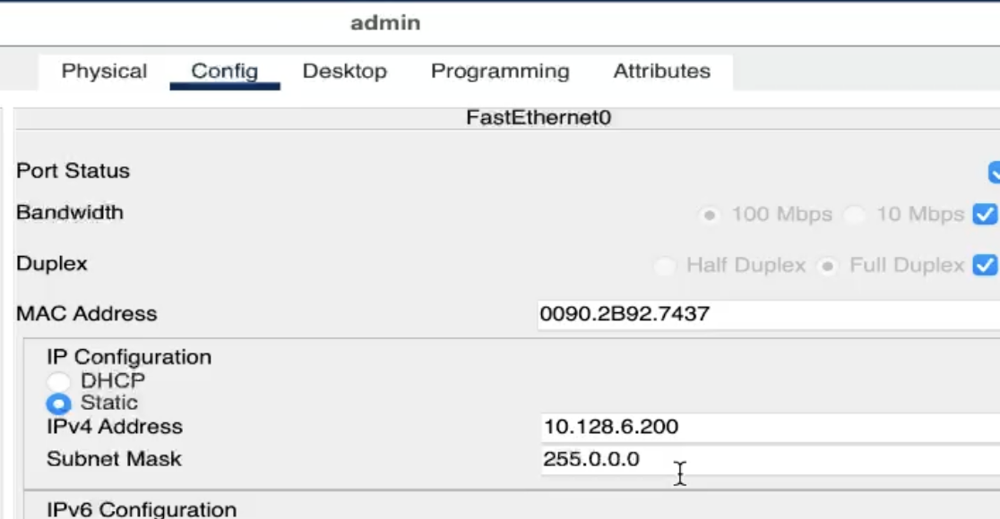 admin
Physical Config Desktop Programming Attributes
FastEthernet0
Port Status
Bandwidth 100 Mbps 10 Mbps
Duplex Half Duplex Full Duplex
MAC Address 0090.2B92.7437
IP Configuration
DHCP
Static
IPv4 Address 10.128.6.200
Subnet Mask 255.0.0.0
IPv6 Configuration